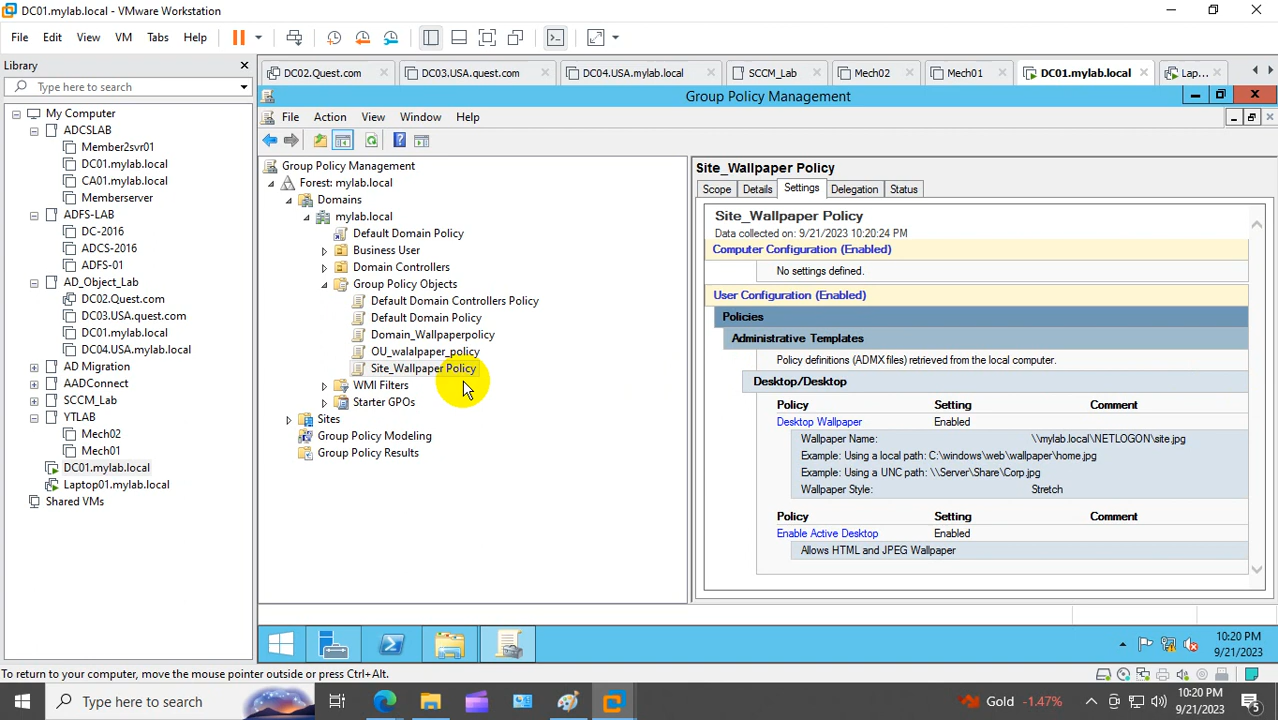 DC01.mylab.local - VMware Workstation
File Edit View VM Tabs Help
Library
Type here to search
My Computer
ADCSLAB
Member2svr01
DC01.mylab.local
CA01.mylab.local
Memberserver
ADFS-LAB
DC-2016
ADCS-2016
ADFS-01
AD_Object_Lab
DC02.Quest.com
DC03.USA.quest.com
DC01.mylab.local
DC04.USA.mylab.local
AD Migration
AADConnect
SCCM_Lab
YTLAB
Mech02
Mech01
DC01.mylab.local
Laptop01.mylab.local
Shared VMs
DC02.Quest.com DC03.USA.quest.com DC04.USA.mylab.local SCCM_Lab Mech02 Mech01 DC01.mylab.local Lap...
Group Policy Management
File Action View Window Help
Group Policy Management
Forest: mylab.local
Domains
mylab.local
Default Domain Policy
Business User
Domain Controllers
Group Policy Objects
Default Domain Controllers Policy
Default Domain Policy
Domain_Wallpaperpolicy
OU_walalpaper_policy
Site_Wallpaper Policy
WMI Filters
Starter GPOs
Sites
Group Policy Modeling
Group Policy Results
Site_Wallpaper Policy
Scope Details Settings Delegation Status
Site_Wallpaper Policy
Data collected on: 9/21/2023 10:20:24 PM
Computer Configuration (Enabled)
No settings defined.
User Configuration (Enabled)
Policies
Administrative Templates
Policy definitions (ADMX files) retrieved from the local computer.
Desktop/Desktop
Policy Setting Comment
Desktop Wallpaper Enabled
Wallpaper Name: \\mylab.local\NETLOGON\site.jpg
Example: Using a local path: C:\windows\web\wallpaper\home.jpg
Example: Using a UNC path: \\Server\Share\Corp.jpg
Wallpaper Style: Stretch
Policy Setting Comment
Enable Active Desktop Enabled
Allows HTML and JPEG Wallpaper
10:20 PM
9/21/2023
To return to your computer, move the mouse pointer outside or press Ctrl+Alt.
Type here to search
Gold -1.47%
10:20 PM
9/21/2023
5